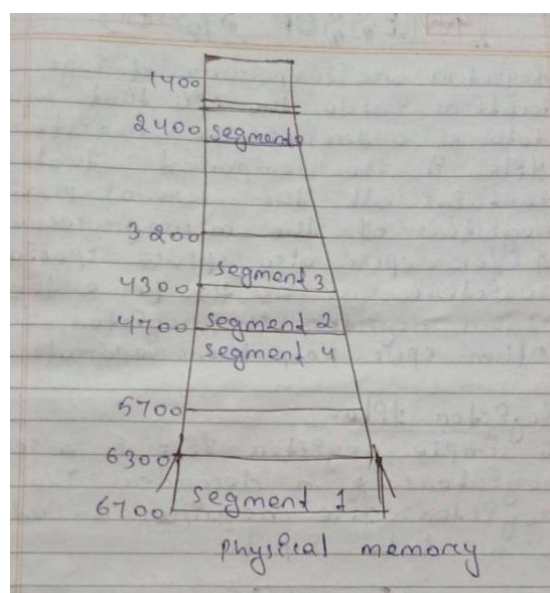 1400
2400 segment
3200
segment 3
4300
4700 segment 2
segment 4
5700
6300
6700 segment 1
physical memory